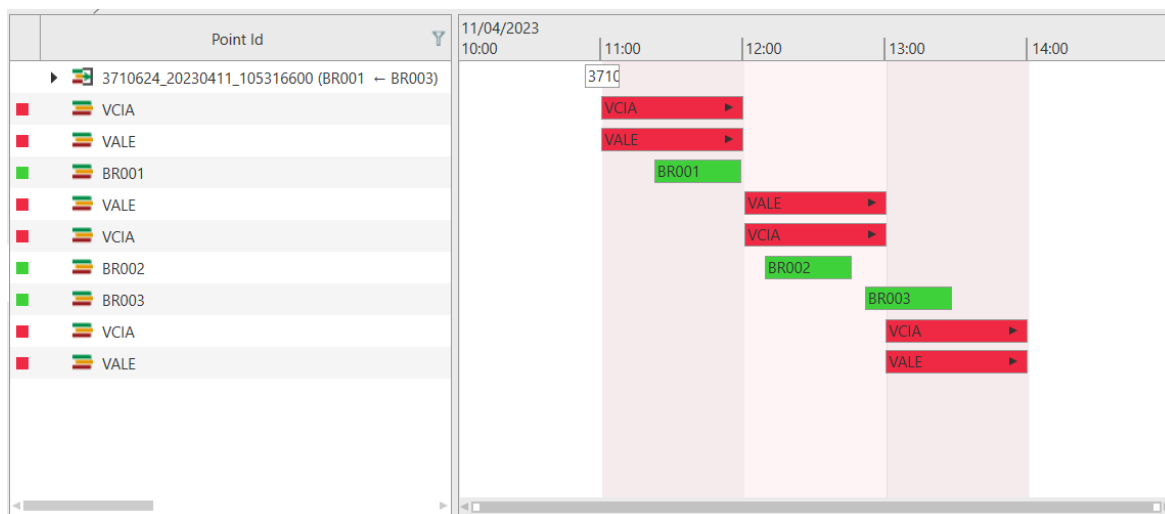 Point Id
11/04/2023
10:00 11:00 12:00 13:00 14:00
3710624_20230411_105316600 (BR001 ← BR003) 3710
VCIA VCIA
VALE VALE
BR001 BR001
VALE VALE
VCIA VCIA
BR002 BR002
BR003 BR003
VCIA VCIA
VALE VALE